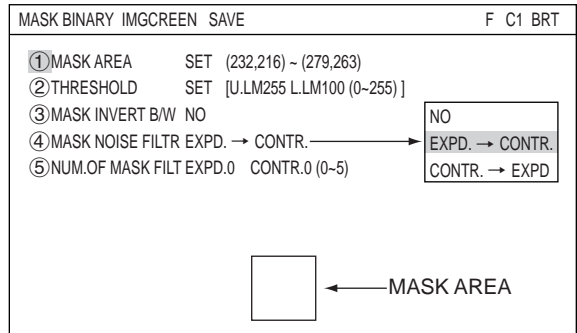 MASK BINARY IMGCREEN SAVE F C1 BRT
①MASK AREA SET (232,216) ~ (279,263)
②THRESHOLD SET [U.LM255 L.LM100 (0~255) ]
③MASK INVERT B/W NO
④MASK NOISE FILTR EXPD. → CONTR.
⑤NUM.OF MASK FILT EXPD.0 CONTR.0 (0~5)
NO
EXPD. → CONTR.
CONTR. → EXPD
MASK AREA